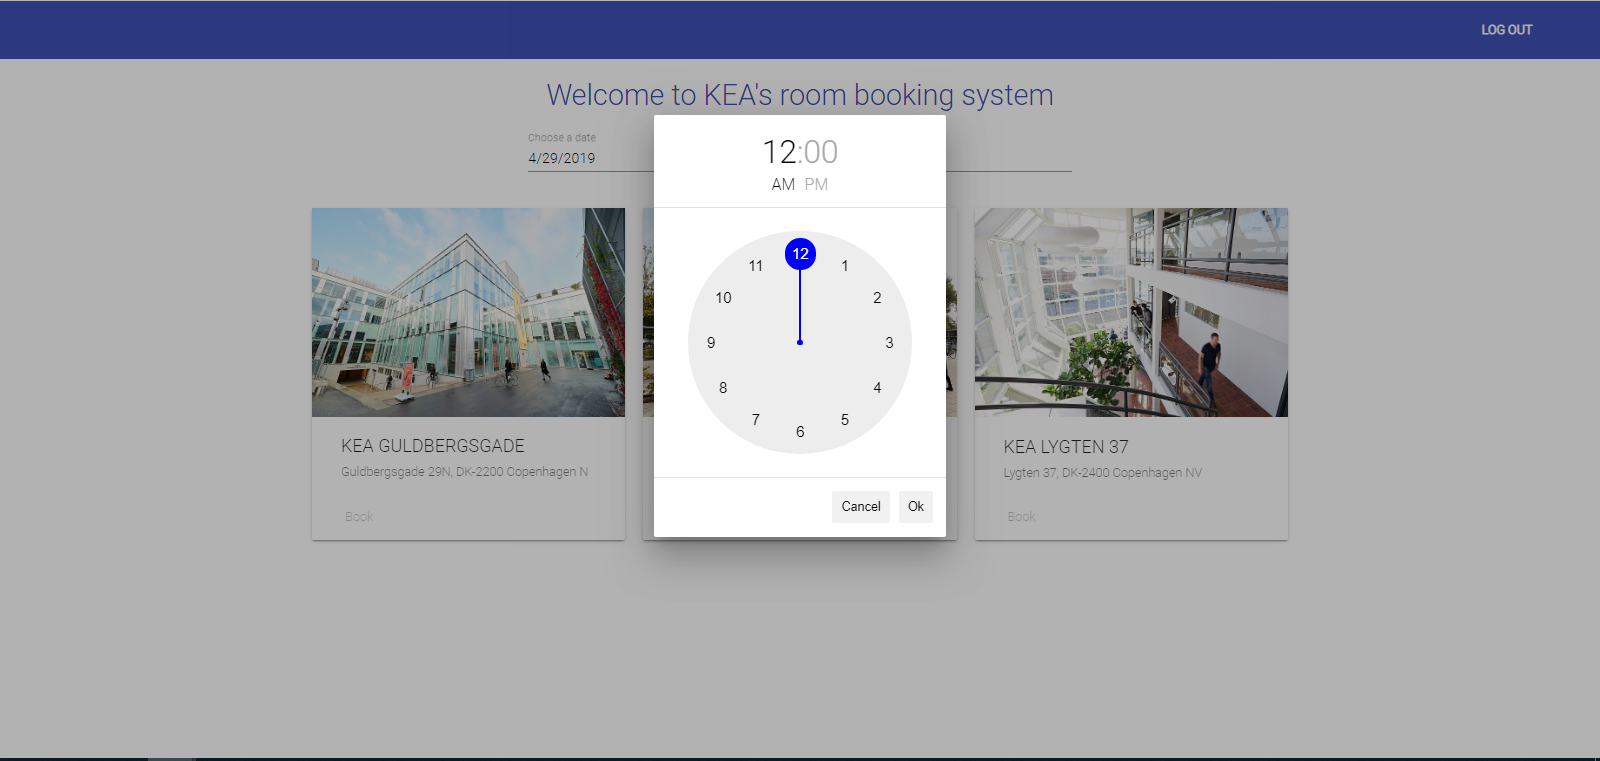 LOG OUT
Welcome to KEA's room booking system
Choose a date
4/29/2019
12:00
AM PM
12
1
2
3
4
5
6
7
8
9
10
11
Cancel Ok
KEA GULDBERGSGADE
Guldbergsgade 29N, DK-2200 Copenhagen N
Book
KEA LYGTEN 37
Lygten 37, DK-2400 Copenhagen NV
Book